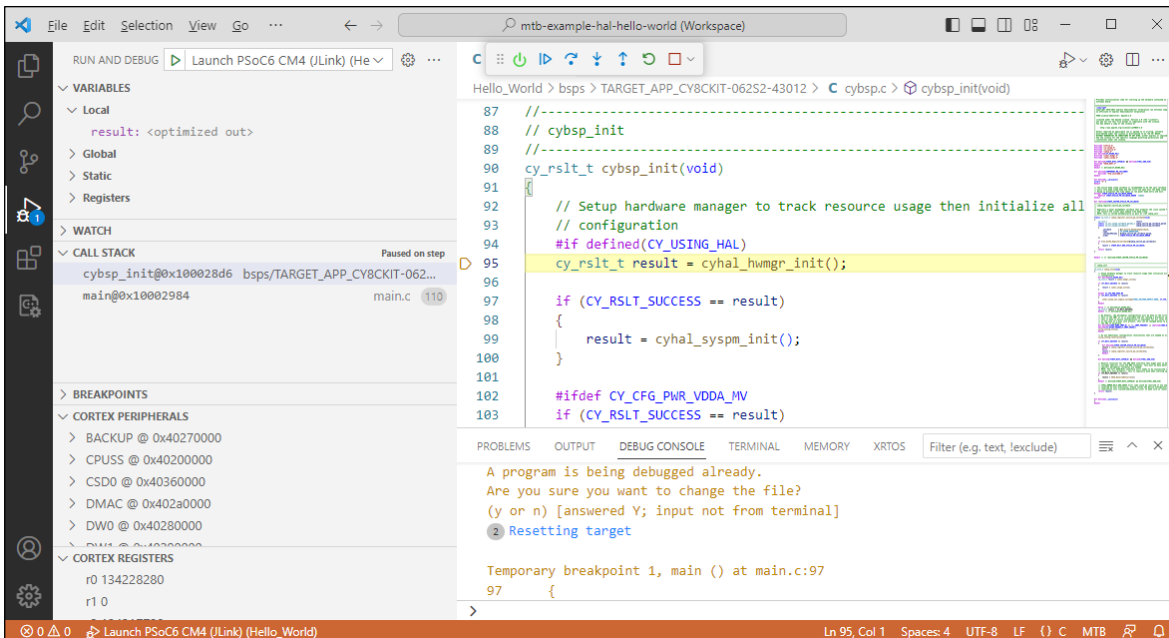 File Edit Selection View Go ··· mtb-example-hal-hello-world (Workspace)
RUN AND DEBUG Launch PSoC6 CM4 (JLink) (He
VARIABLES
Local
result: <optimized out>
Global
Static
Registers
WATCH
CALL STACK Paused on step
cybsp_init@0x100028d6 bsps/TARGET_APP_CY8CKIT-062...
main@0x10002984 main.c 110
BREAKPOINTS
CORTEX PERIPHERALS
BACKUP @ 0x40270000
CPUSS @ 0x40200000
CSD0 @ 0x40360000
DMAC @ 0x402a0000
DW0 @ 0x40280000
CORTEX REGISTERS
r0 134228280
r1 0
1
C
Hello_World > bsps > TARGET_APP_CY8CKIT-062S2-43012 > C cybsp.c > cybsp_init(void)
87 //--------------------------------------------------------------------------
88 // cybsp_init
89 //--------------------------------------------------------------------------
90 cy_rslt_t cybsp_init(void)
91 {
92 // Setup hardware manager to track resource usage then initialize all
93 // configuration
94 #if defined(CY_USING_HAL)
95 cy_rslt_t result = cyhal_hwmgr_init();
96
97 if (CY_RSLT_SUCCESS == result)
98 {
99 result = cyhal_syspm_init();
100 }
101
102 #ifdef CY_CFG_PWR_VDDA_MV
103 if (CY_RSLT_SUCCESS == result)
PROBLEMS OUTPUT DEBUG CONSOLE TERMINAL MEMORY XRTOS Filter (e.g. text, !exclude)
A program is being debugged already.
Are you sure you want to change the file?
(y or n) [answered Y; input not from terminal]
2 Resetting target
Temporary breakpoint 1, main () at main.c:97
97 {
>
0 0 Launch PSoC6 CM4 (JLink) (Hello_World) Ln 95, Col 1 Spaces: 4 UTF-8 LF {} C MTB